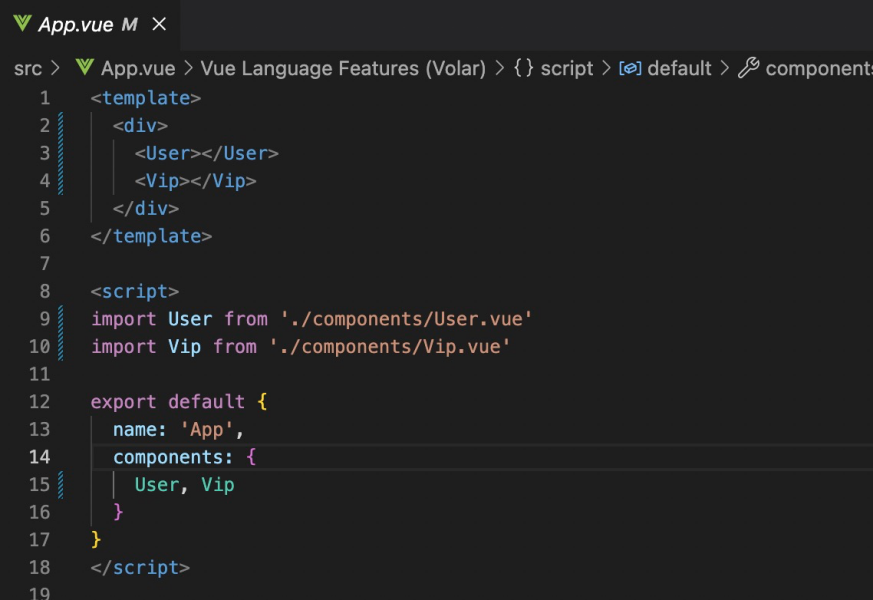 App.vue M ×
src > App.vue > Vue Language Features (Volar) > {} script > default > components
1 <template>
2 <div>
3 <User></User>
4 <Vip></Vip>
5 </div>
6 </template>
7
8 <script>
9 import User from './components/User.vue'
10 import Vip from './components/Vip.vue'
11
12 export default {
13 name: 'App',
14 components: {
15 User, Vip
16 }
17 }
18 </script>
19